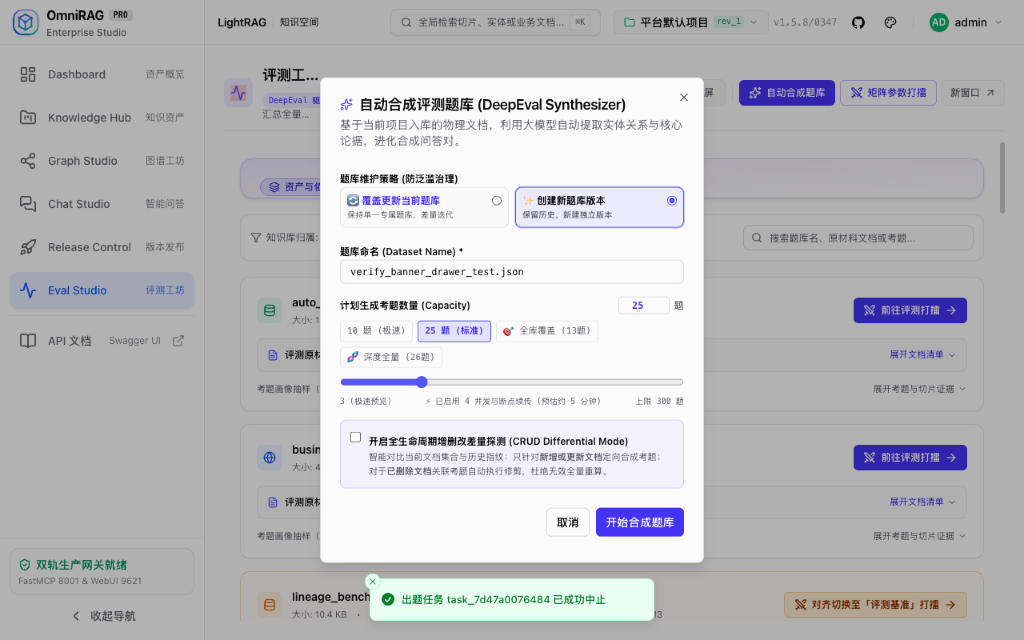 OmniRAG PRO
Enterprise Studio
LightRAG 知识空间
全局检索切片、实体或业务文档... ⌘K
平台默认项目 rev_1
v1.5.8/0347
AD admin
Dashboard 资产概览
Knowledge Hub 知识资产
Graph Studio 图谱工坊
Chat Studio 智能问答
Release Control 版本发布
Eval Studio 评测工坊
API 文档 Swagger UI
双轨生产网关就绪
FastMCP 8001 & WebUI 9621
收起导航
评测工...
DeepEval 驱
汇总全量...
屏
自动合成题库
矩阵参数打擂
新窗口 ↗
资产与
知识库归属:
搜索题库名、原材料文档或考题...
auto_
大小: 1
前往评测打擂 →
评测原材
展开文档清单
考题画像抽样 (
展开考题与切片证据
busin
大小: 4
前往评测打擂 →
评测原材
展开文档清单
考题画像抽样 (
展开考题与切片证据
lineage_bench
大小: 10.4 KB ·
13
对齐切换至「评测基准」打擂 →
自动合成评测题库 (DeepEval Synthesizer)
基于当前项目入库的物理文档，利用大模型自动提取实体关系与核心
论据，进化合成问答对。
题库维护策略 (防泛滥治理)
覆盖更新当前题库
保持单一专属题库，差量迭代
创建新题库版本
保留历史，新建独立版本
题库命名 (Dataset Name) *
verify_banner_drawer_test.json
计划生成考题数量 (Capacity)
25 题
10 题 (极速)
25 题 (标准)
全库覆盖 (13题)
深度全量 (26题)
3 (极速预览)
⚡ 已启用 4 并发与断点续传 (预估约 5 分钟)
上限 300 题
开启全生命周期增删改差量探测 (CRUD Differential Mode)
智能对比当前文档集合与历史指纹：只针对新增或更新文档定向合成考题；
对于已删除文档关联考题自动执行修剪，杜绝无效全量重算。
取消
开始合成题库
出题任务 task_7d47a0076484 已成功中止